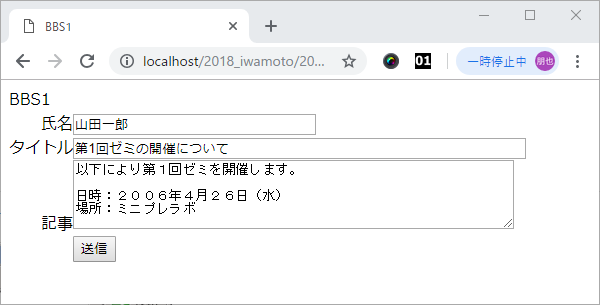 BBS1
localhost/2018_iwamoto/20...
01
一時停止中
朋也
BBS1
氏名 山田一郎
タイトル 第1回ゼミの開催について
以下により第１回ゼミを開催します。
日時：２００６年４月２６日（水）
場所：ミニプレラボ
記事
送信